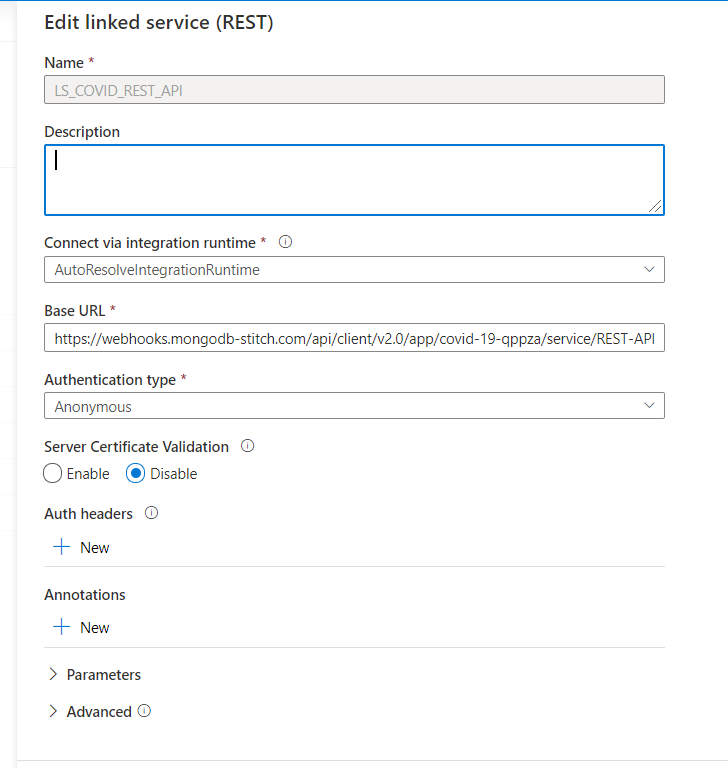 Edit linked service (REST)
Name *
LS_COVID_REST_API
Description
Connect via integration runtime *
AutoResolveIntegrationRuntime
Base URL *
https://webhooks.mongodb-stitch.com/api/client/v2.0/app/covid-19-qppza/service/REST-API
Authentication type *
Anonymous
Server Certificate Validation
Enable Disable
Auth headers
New
Annotations
New
Parameters
Advanced